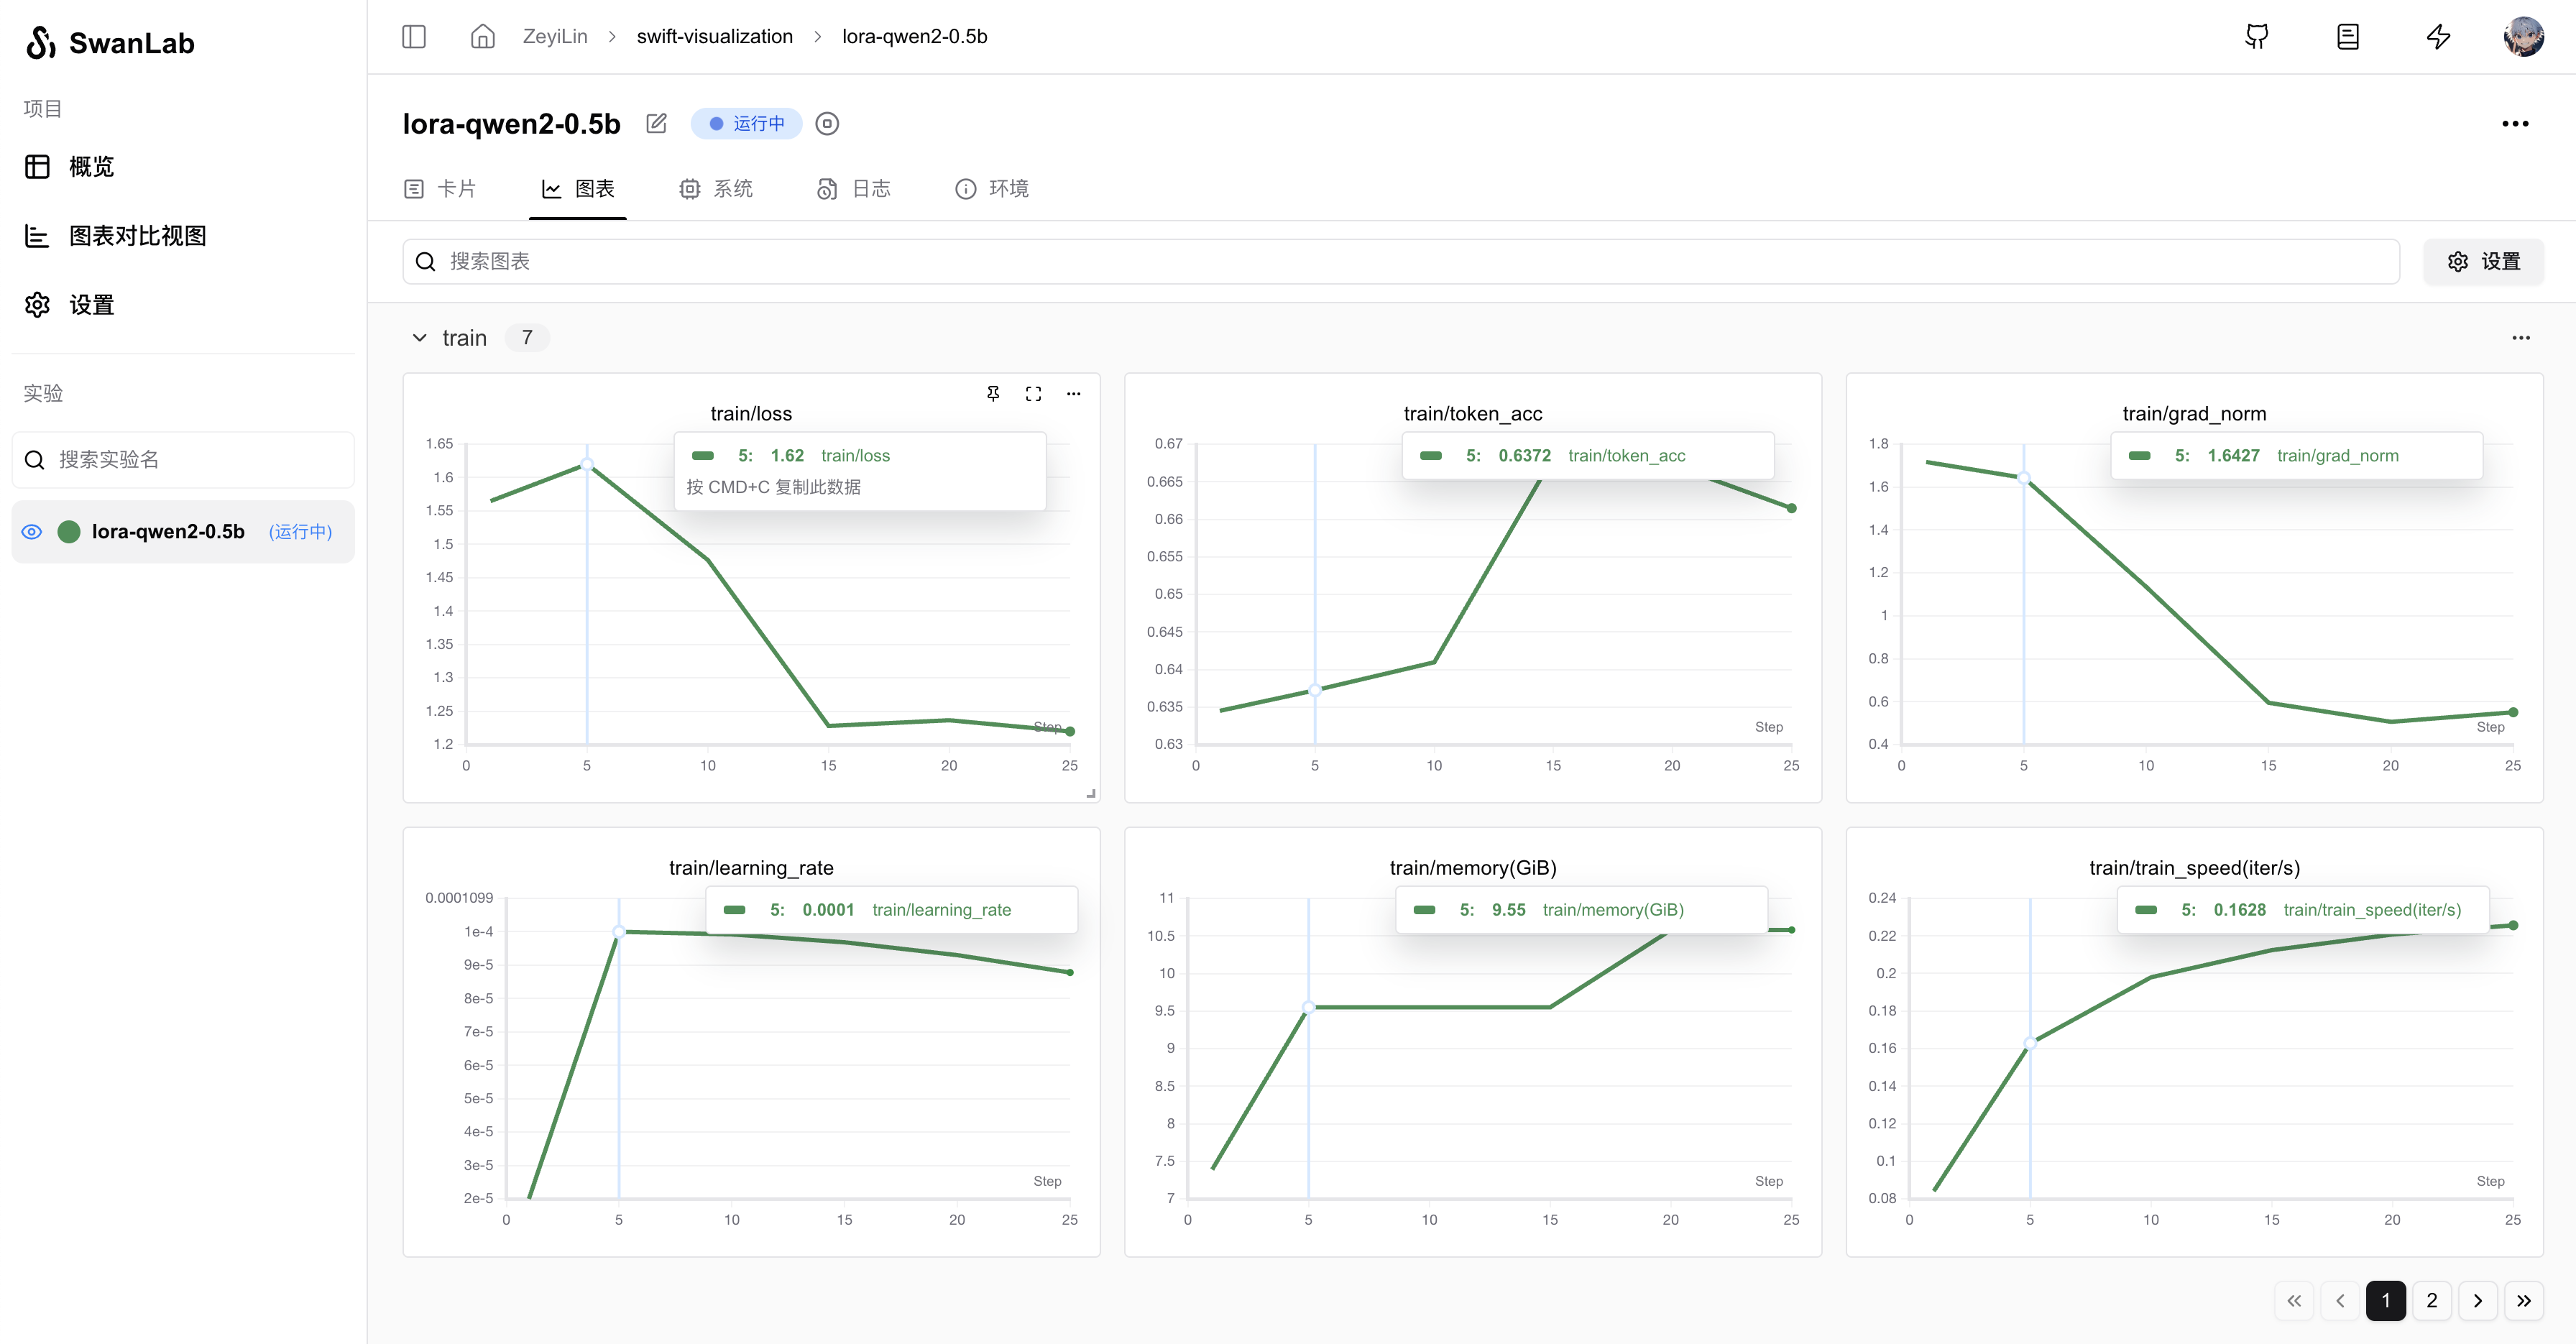 SwanLab
项目
概览
图表对比视图
设置
实验
搜索实验名
lora-qwen2-0.5b (运行中)
ZeyiLin > swift-visualization > lora-qwen2-0.5b
lora-qwen2-0.5b 运行中
卡片 图表 系统 日志 环境
搜索图表
设置
train 7
train/loss
5: 1.62 train/loss
按 CMD+C 复制此数据
1.65
1.6
1.55
1.5
1.45
1.4
1.35
1.3
1.25
1.2
Step
0 5 10 15 20 25
train/token_acc
5: 0.6372 train/token_acc
0.67
0.665
0.66
0.655
0.65
0.645
0.64
0.635
0.63
Step
0 5 10 15 20 25
train/grad_norm
5: 1.6427 train/grad_norm
1.8
1.6
1.4
1.2
1
0.8
0.6
0.4
Step
0 5 10 15 20 25
train/learning_rate
5: 0.0001 train/learning_rate
0.0001099
1e-4
9e-5
8e-5
7e-5
6e-5
5e-5
4e-5
3e-5
2e-5
Step
0 5 10 15 20 25
train/memory(GiB)
5: 9.55 train/memory(GiB)
11
10.5
10
9.5
9
8.5
8
7.5
7
Step
0 5 10 15 20 25
train/train_speed(iter/s)
5: 0.1628 train/train_speed(iter/s)
0.24
0.22
0.2
0.18
0.16
0.14
0.12
0.1
0.08
Step
0 5 10 15 20 25
1 2